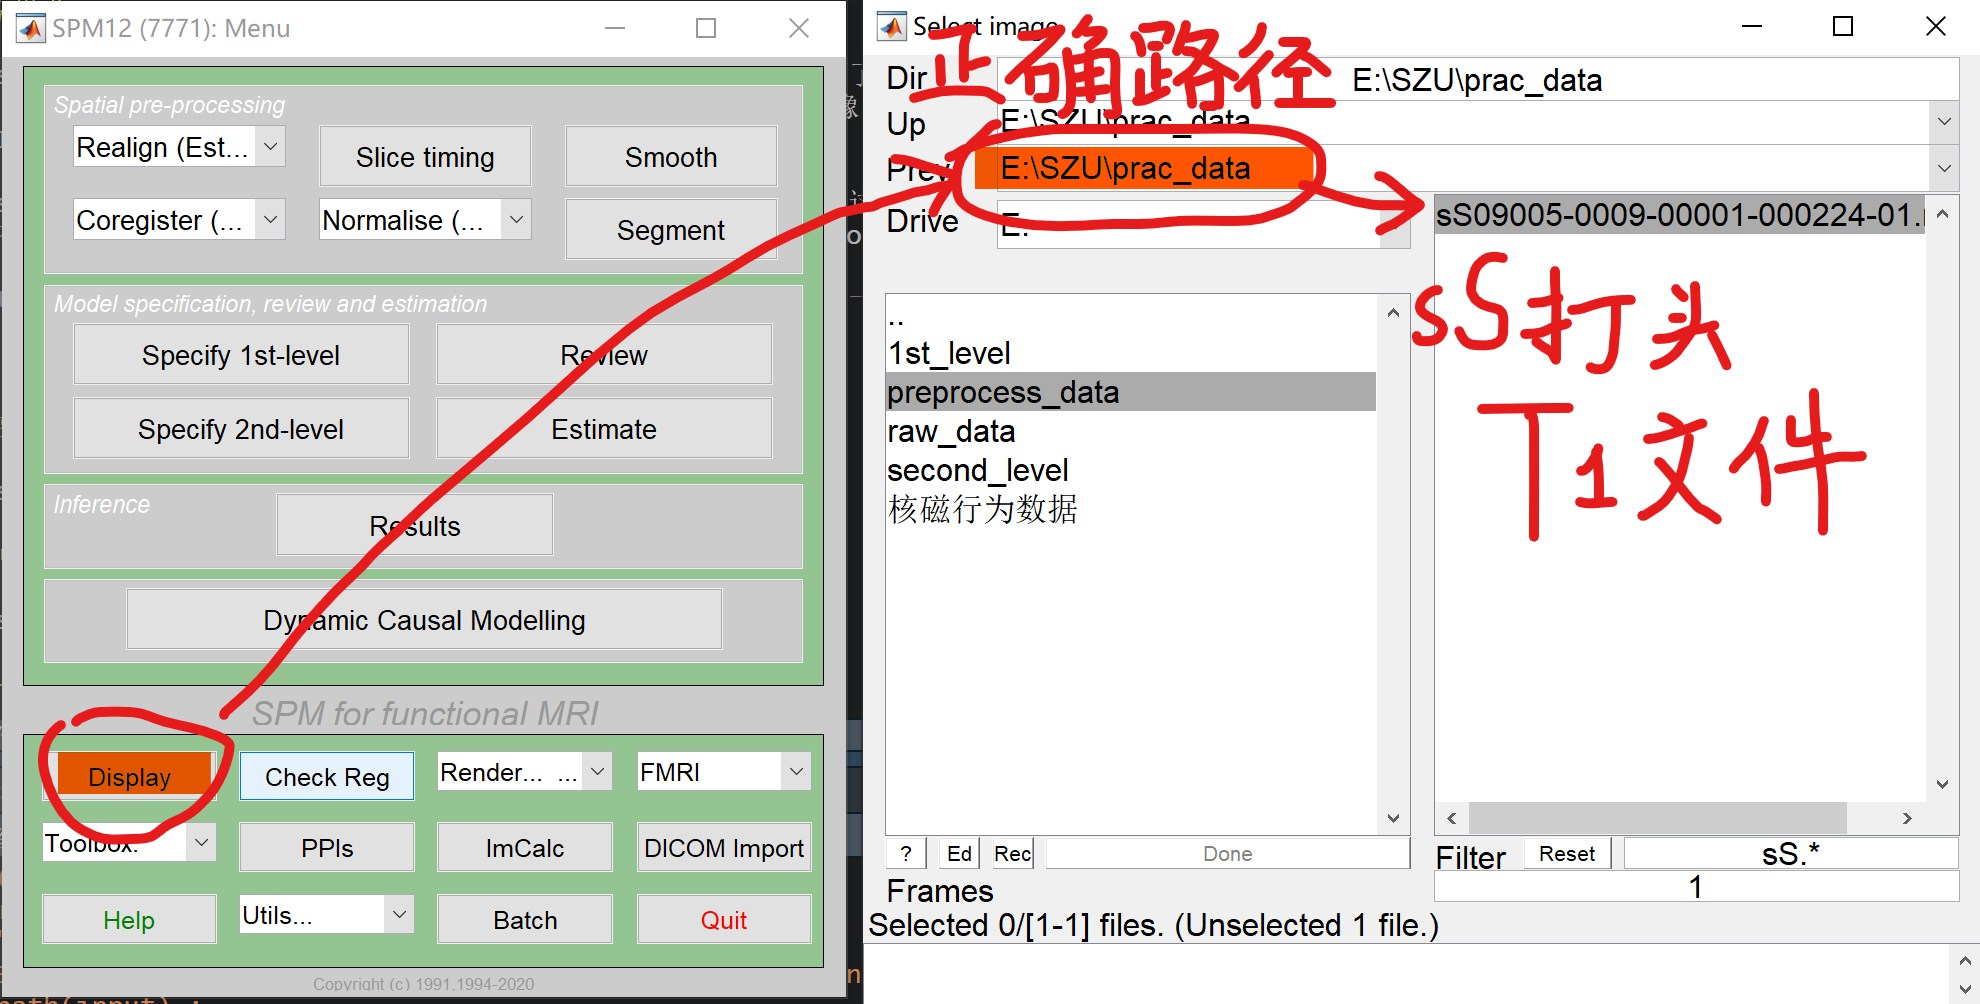 SPM12 (7771): Menu
Spatial pre-processing
Realign (Est...
Slice timing
Smooth
Coregister (...
Normalise (...
Segment
Model specification, review and estimation
Specify 1st-level
Review
Specify 2nd-level
Estimate
Inference
Results
Dynamic Causal Modelling
SPM for functional MRI
Display
Check Reg
Render... ...
FMRI
Toolbox:
PPIs
ImCalc
DICOM Import
Help
Utils...
Batch
Quit
Copyright (c) 1991,1994-2020
Select image
正确路径
Dir
E:\SZU\prac_data
Up
E:\SZU\prac_data
Prev
E:\SZU\prac_data
Drive
E:
sS09005-0009-00001-000224-01.
sS打头
T1文件
..
1st_level
preprocess_data
raw_data
second_level
核磁行为数据
?
Ed
Rec
Done
Filter
Reset
sS.*
Frames
1
Selected 0/[1-1] files. (Unselected 1 file.)